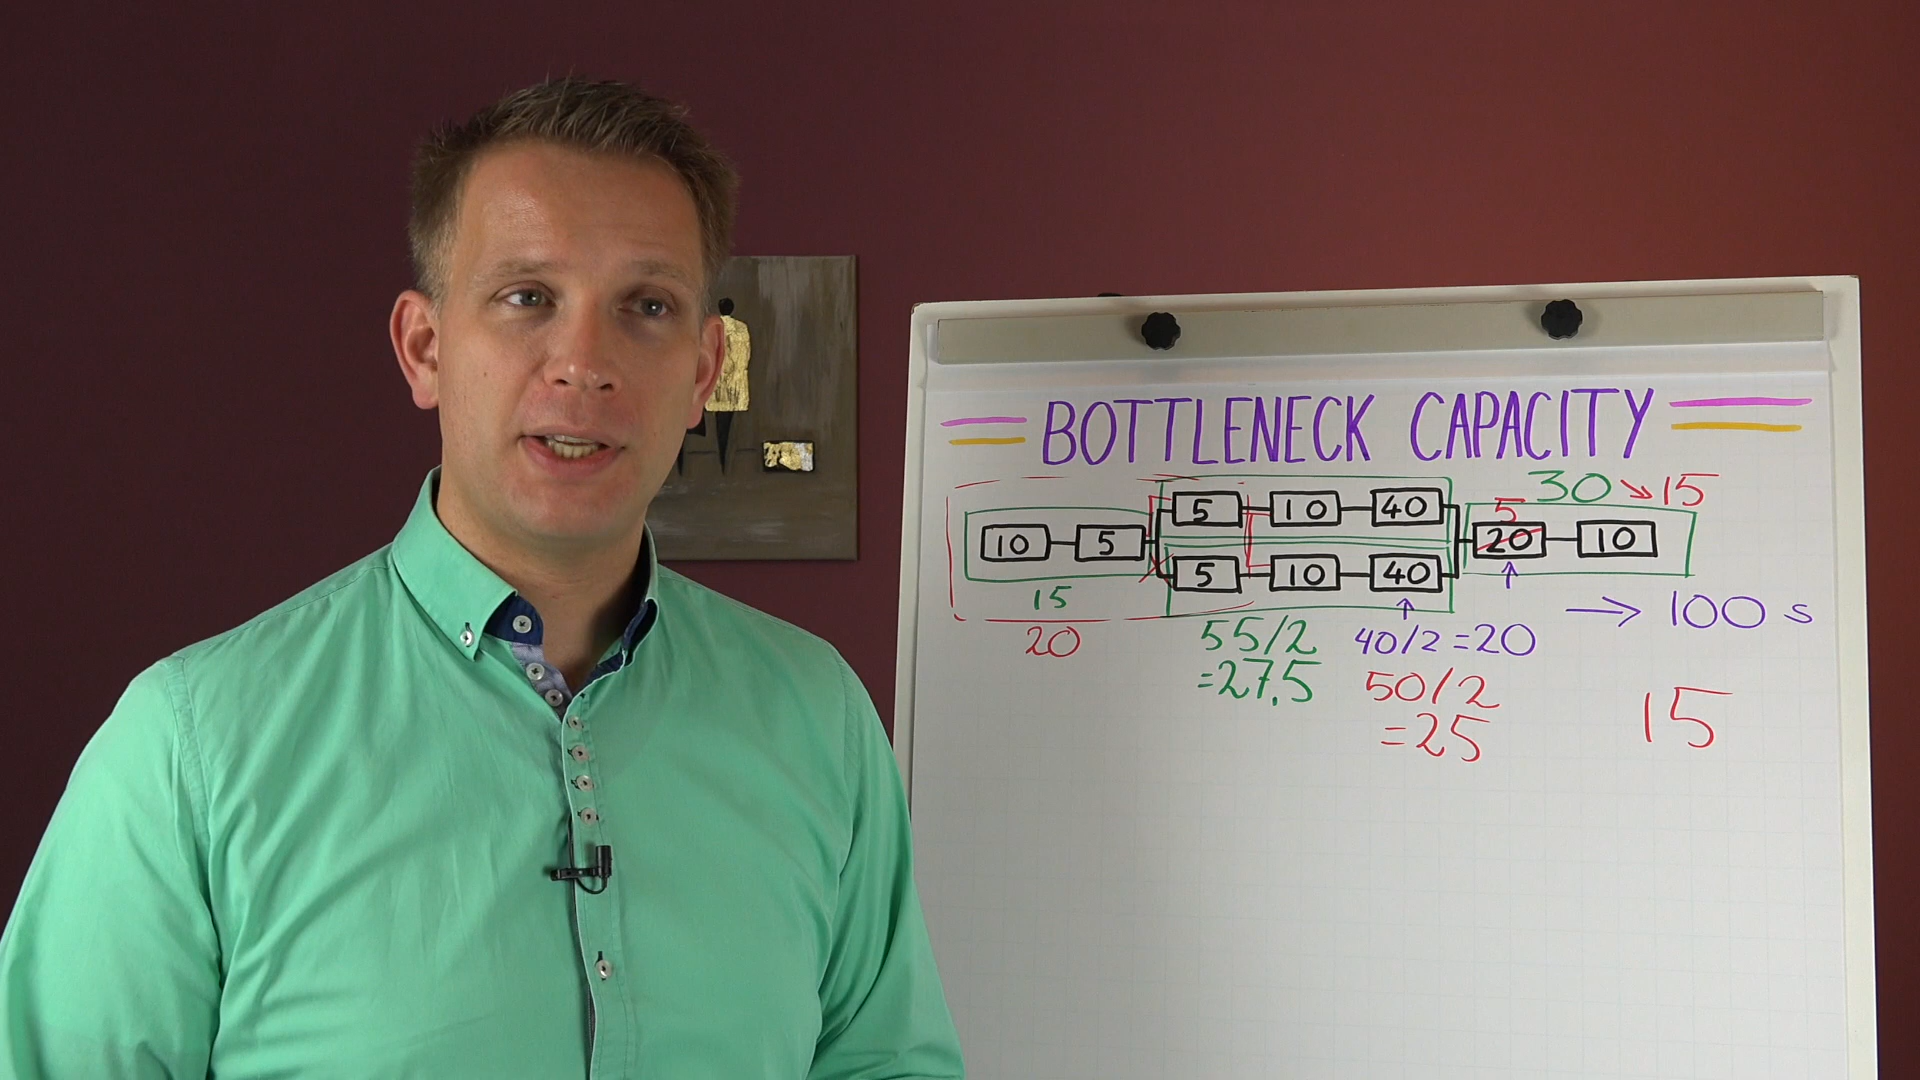 BOTTLENECK CAPACITY
30 → 15
5
5 10 40
10 5 20 10
5 10 40
15
→ 100 s
20 55/2 40/2 = 20
= 27.5 50/2
= 25 15